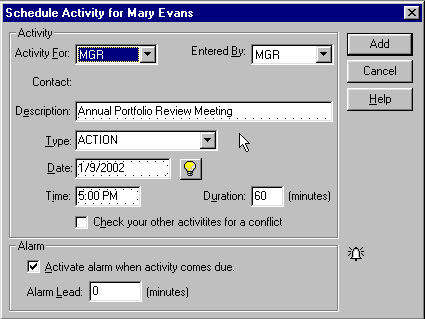 Schedule Activity for Mary Evans
Activity
Activity For: MGR Entered By: MGR Add
Contact: Cancel
Description: Annual Portfolio Review Meeting Help
Type: ACTION
Date: 1/9/2002
Time: 5:00 PM Duration: 60 (minutes)
Check your other activitites for a conflict
Alarm
Activate alarm when activity comes due.
Alarm Lead: 0 (minutes)